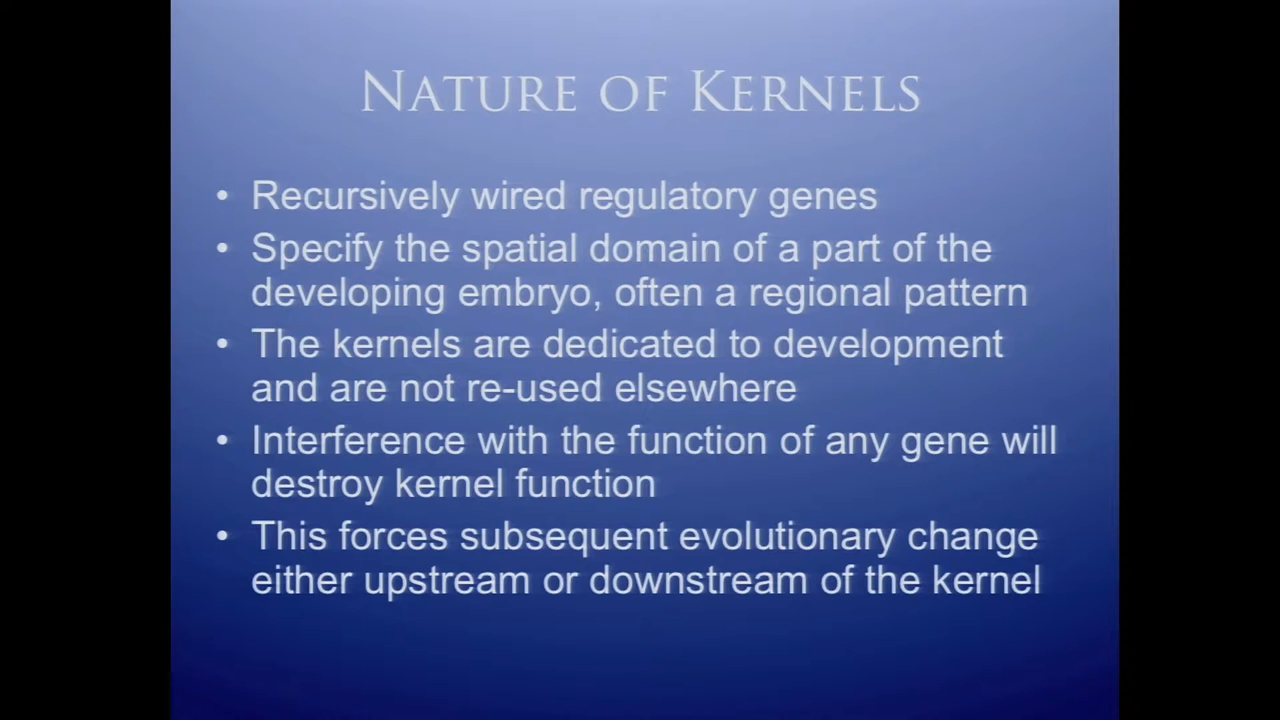 NATURE OF KERNELS
• Recursively wired regulatory genes
• Specify the spatial domain of a part of the
developing embryo, often a regional pattern
• The kernels are dedicated to development
and are not re-used elsewhere
• Interference with the function of any gene will
destroy kernel function
• This forces subsequent evolutionary change
either upstream or downstream of the kernel